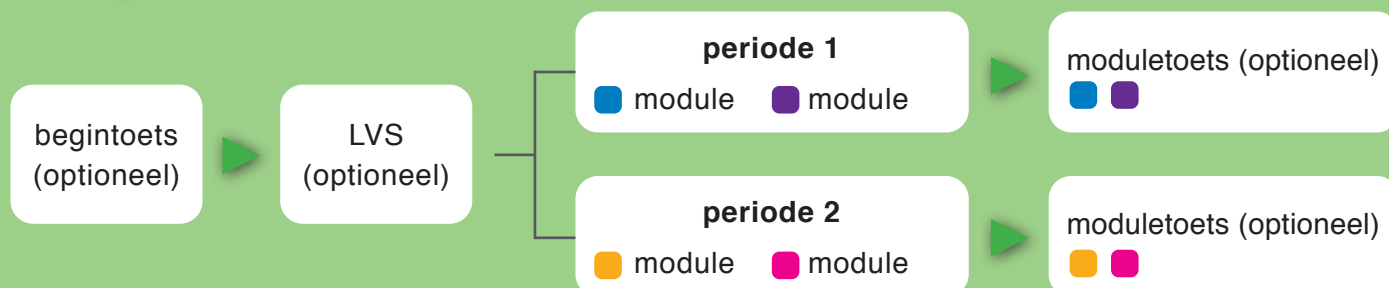 begintoets
(optioneel)
LVS
(optioneel)
periode 1
module module
moduletoets (optioneel)
periode 2
module module
moduletoets (optioneel)